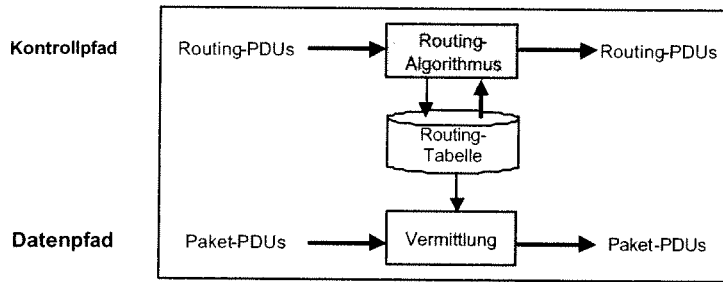 Kontrollpfad
Routing-PDUs
Routing-
Algorithmus
Routing-PDUs
Routing-
Tabelle
Datenpfad
Paket-PDUs
Vermittlung
Paket-PDUs